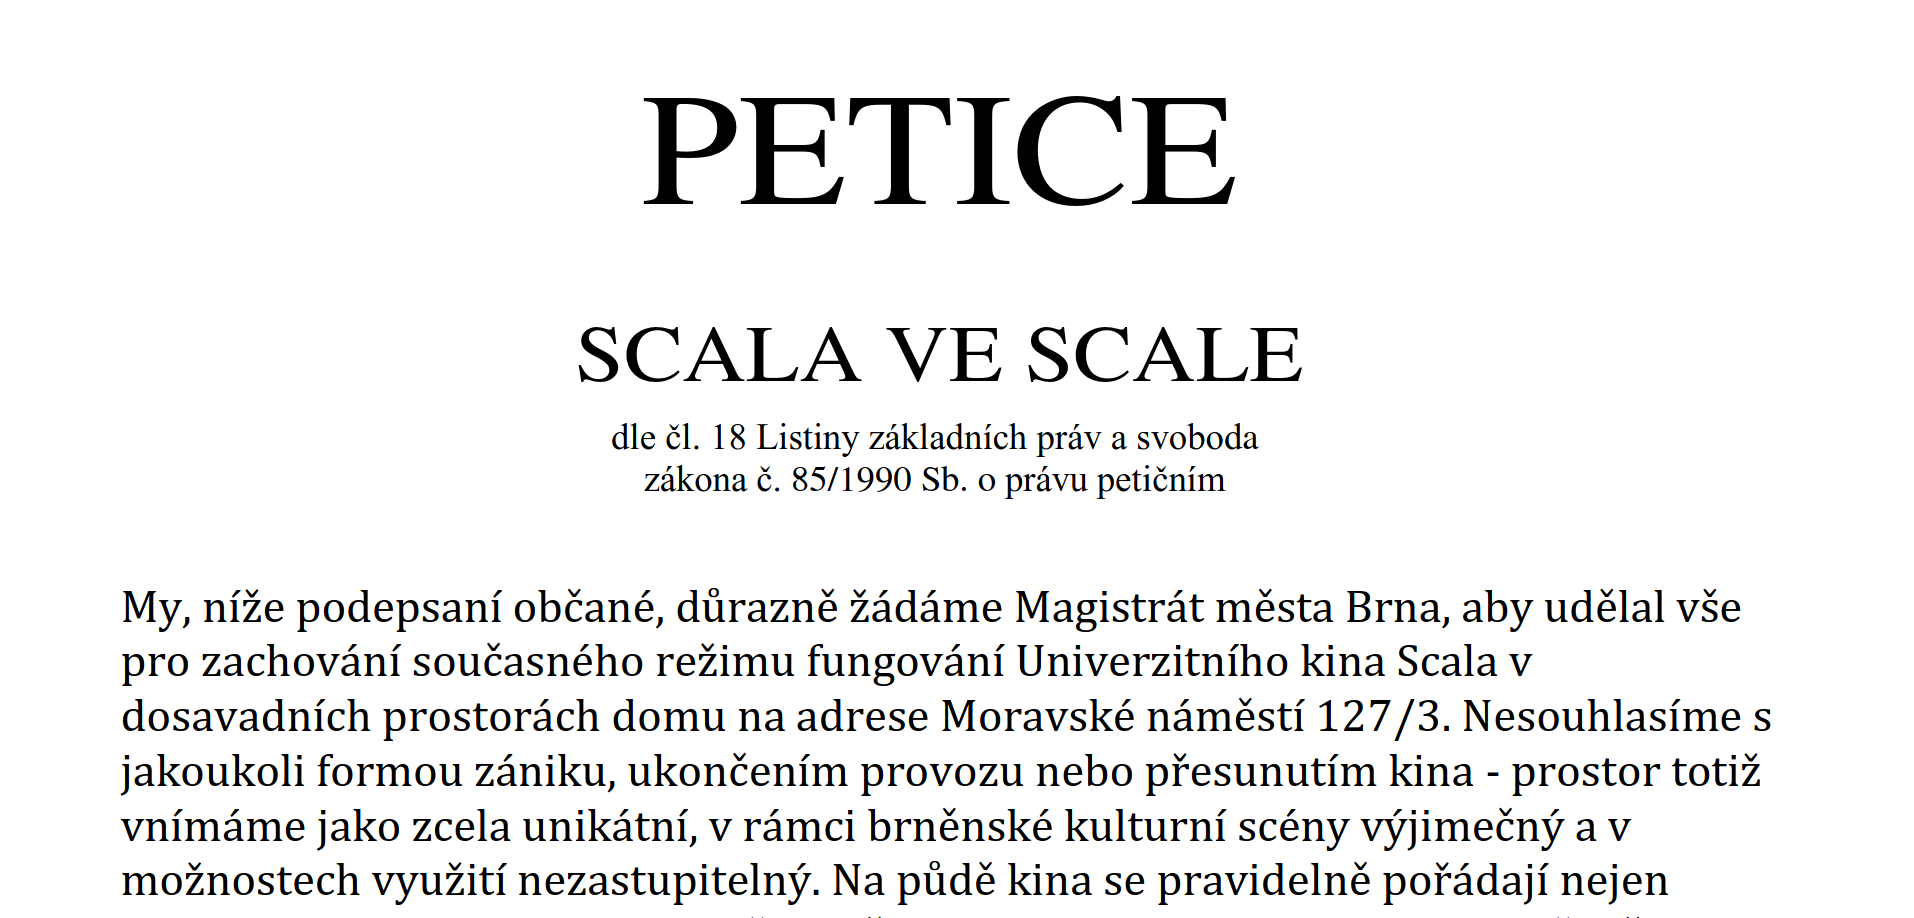 PETICE
SCALA VE SCALE
dle čl. 18 Listiny základních práv a svoboda
zákona č. 85/1990 Sb. o právu petičním
My, níže podepsaní občané, důrazně žádáme Magistrát města Brna, aby udělal vše
pro zachování současného režimu fungování Univerzitního kina Scala v
dosavadních prostorách domu na adrese Moravské náměstí 127/3. Nesouhlasíme s
jakoukoli formou zániku, ukončením provozu nebo přesunutím kina - prostor totiž
vnímáme jako zcela unikátní, v rámci brněnské kulturní scény výjimečný a v
možnostech využití nezastupitelný. Na půdě kina se pravidelně pořádají nejen